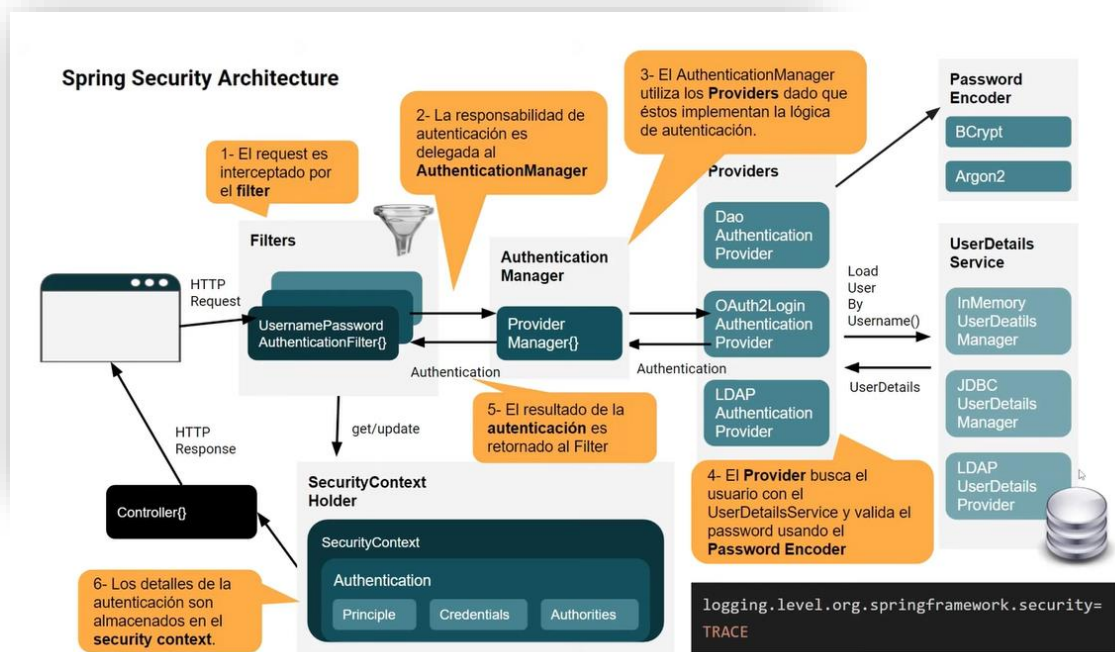 Spring Security Architecture
1- El request es
interceptado por
el filter
2- La responsabilidad de
autenticación es
delegada al
AuthenticationManager
3- El AuthenticationManager
utiliza los Providers dado que
éstos implementan la lógica
de autenticación.
Password
Encoder
BCrypt
Argon2
Filters
UsernamePassword
AuthenticationFilter{}
HTTP
Request
Authentication
Manager
Provider
Manager{}
Providers
Dao
Authentication
Provider
OAuth2Login
Authentication
Provider
LDAP
Authentication
Provider
Load
User
By
Username()
UserDetails
UserDetails
Service
InMemory
UserDeatils
Manager
JDBC
UserDetails
Manager
LDAP
UserDetails
Provider
Authentication
Authentication
5- El resultado de la
autenticación es
retornado al Filter
4- El Provider busca el
usuario con el
UserDetailsService y valida el
password usando el
Password Encoder
get/update
HTTP
Response
Controller{}
SecurityContext
Holder
SecurityContext
Authentication
Principle
Credentials
Authorities
6- Los detalles de la
autenticación son
almacenados en el
security context.
logging.level.org.springframework.security=
TRACE